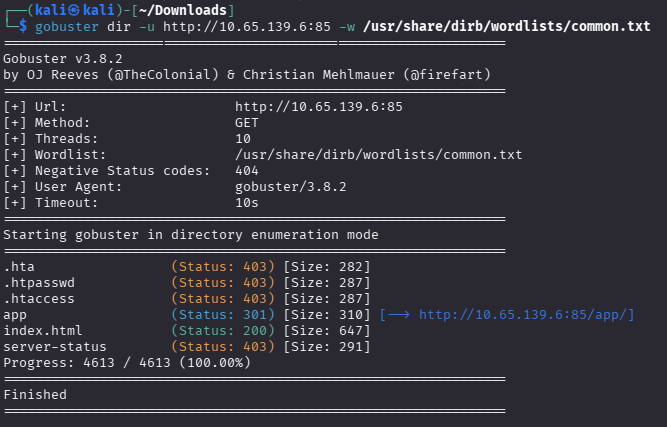 ┌──(kali㉿kali)-[~/Downloads]
└─$ gobuster dir -u http://10.65.139.6:85 -w /usr/share/dirb/wordlists/common.txt
===============================================================
Gobuster v3.8.2
by OJ Reeves (@TheColonial) & Christian Mehlmauer (@firefart)
===============================================================
[+] Url:                     http://10.65.139.6:85
[+] Method:                  GET
[+] Threads:                 10
[+] Wordlist:                /usr/share/dirb/wordlists/common.txt
[+] Negative Status codes:   404
[+] User Agent:              gobuster/3.8.2
[+] Timeout:                 10s
===============================================================
Starting gobuster in directory enumeration mode
===============================================================
.hta                 (Status: 403) [Size: 282]
.htpasswd            (Status: 403) [Size: 287]
.htaccess            (Status: 403) [Size: 287]
app                  (Status: 301) [Size: 310] [--> http://10.65.139.6:85/app/]
index.html           (Status: 200) [Size: 647]
server-status        (Status: 403) [Size: 291]
Progress: 4613 / 4613 (100.00%)
===============================================================
Finished
===============================================================